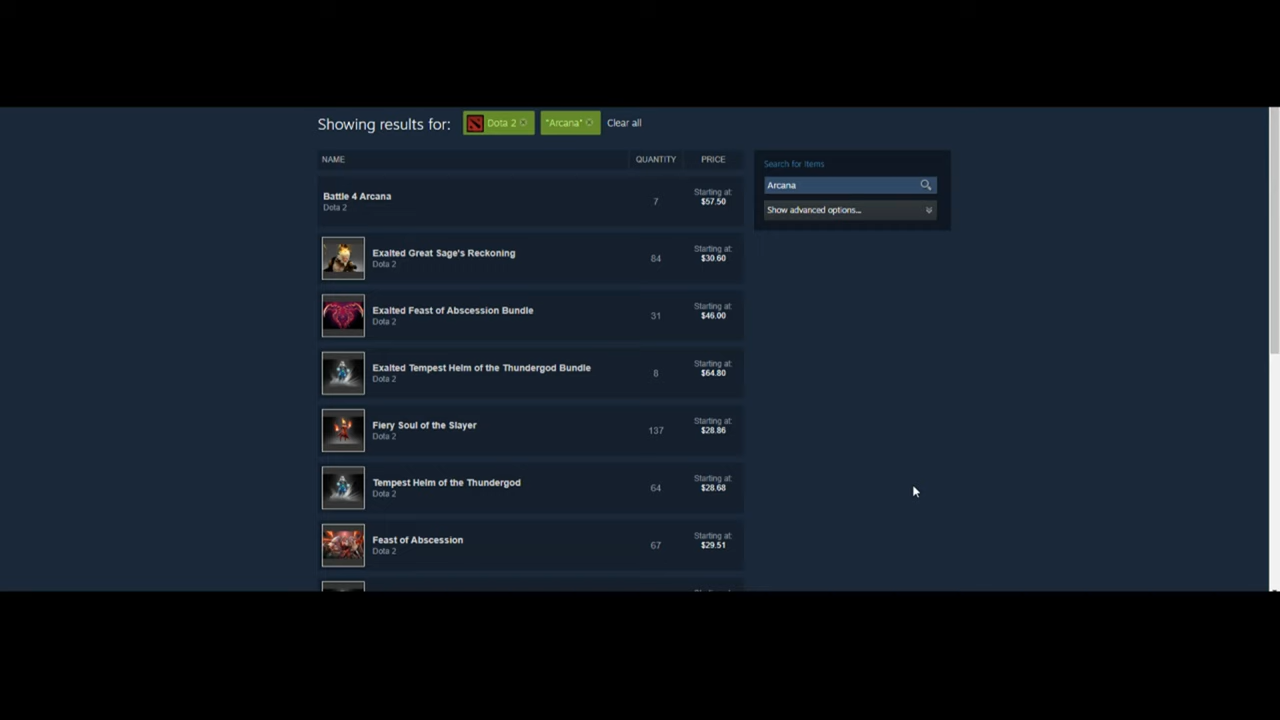 Showing results for: Dota 2 "Arcana" Clear all
NAME QUANTITY PRICE
Search for items
Arcana
Show advanced options...
Battle 4 Arcana
Dota 2
7
Starting at:
$57.50
Exalted Great Sage's Reckoning
Dota 2
84
Starting at:
$30.60
Exalted Feast of Abscession Bundle
Dota 2
31
Starting at:
$46.00
Exalted Tempest Helm of the Thundergod Bundle
Dota 2
8
Starting at:
$64.80
Fiery Soul of the Slayer
Dota 2
137
Starting at:
$28.86
Tempest Helm of the Thundergod
Dota 2
64
Starting at:
$28.68
Feast of Abscession
Dota 2
67
Starting at:
$29.51